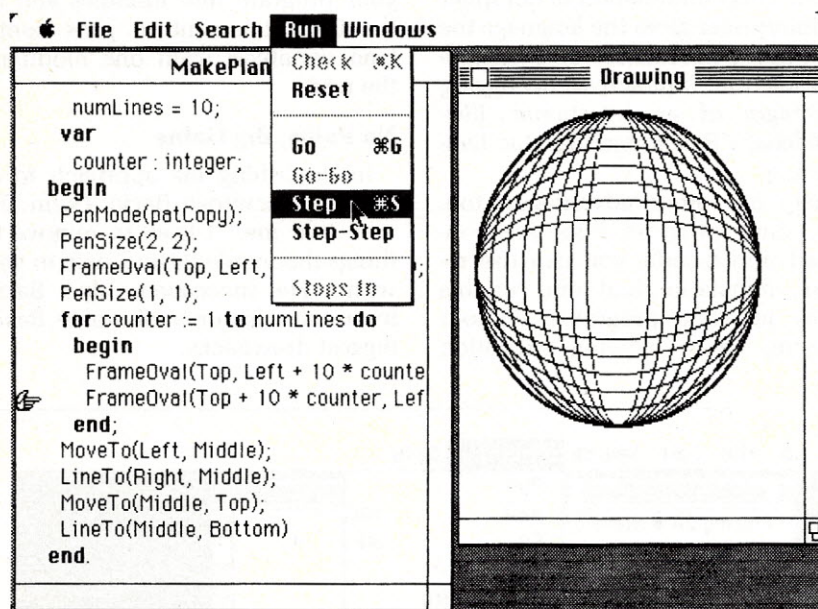 File Edit Search Run Windows
MakePlan
numLines = 10;
var
counter : integer;
begin
PenMode(patCopy);
PenSize(2, 2);
FrameOval(Top, Left,
;
PenSize(1, 1);
for counter := 1 to numLines do
begin
FrameOval(Top, Left + 10 * counte
FrameOval(Top + 10 * counter, Lef
end;
MoveTo(Left, Middle);
LineTo(Right, Middle);
MoveTo(Middle, Top);
LineTo(Middle, Bottom)
end.
Check ⌘K
Reset
Go ⌘G
Go-Go
Step ⌘S
Step-Step
Stops In
Drawing